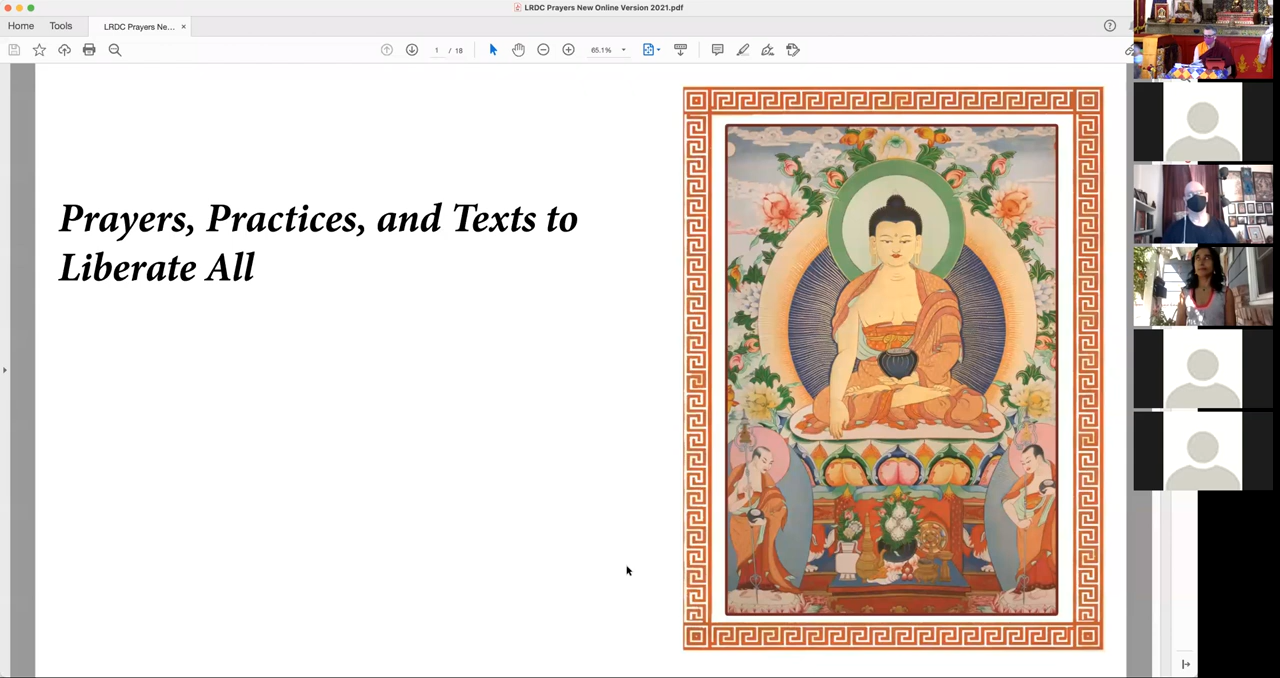 LRDC Prayers New Online Version 2021.pdf
Home Tools LRDC Prayers Ne... ×
1 / 18 65.1%
Prayers, Practices, and Texts to
Liberate All